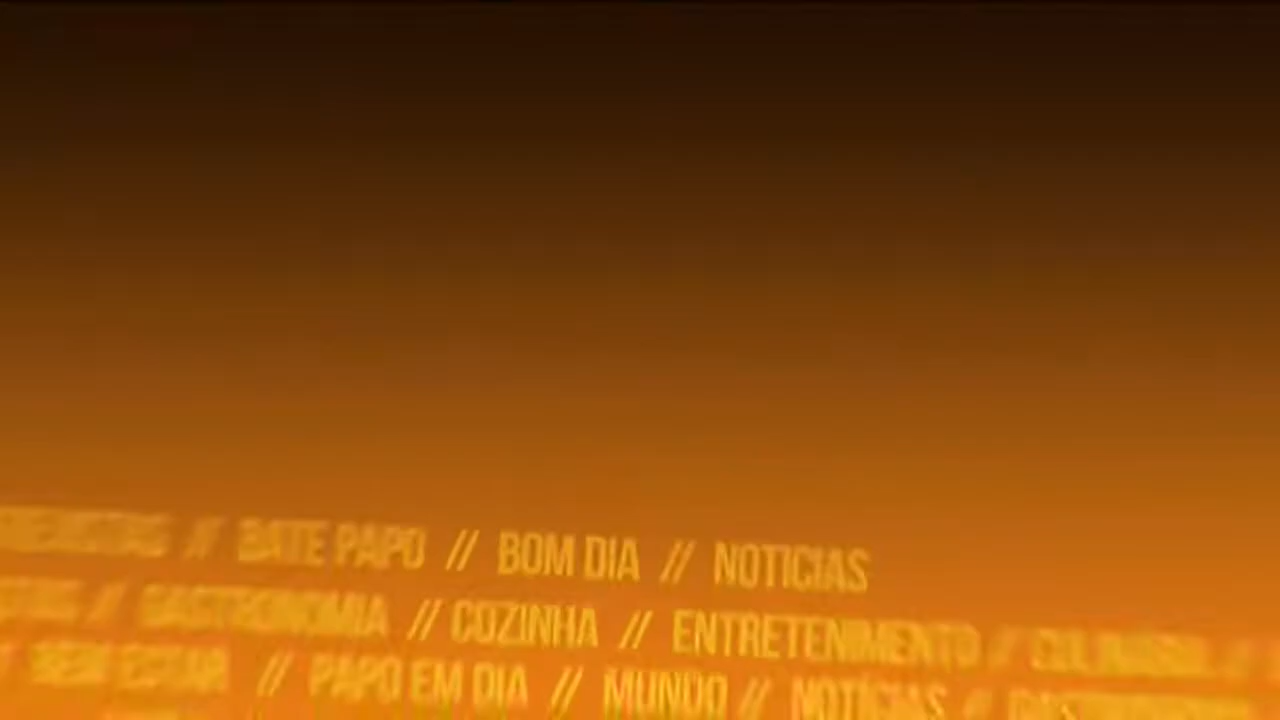 // BATE PAPO // BOM DIA // NOTICIAS
// GASTRONOMIA // COZINHA // ENTRETENIMENTO //
BEM ESTAR // PAPO EM DIA // MUNDO // NOTÍCIAS //